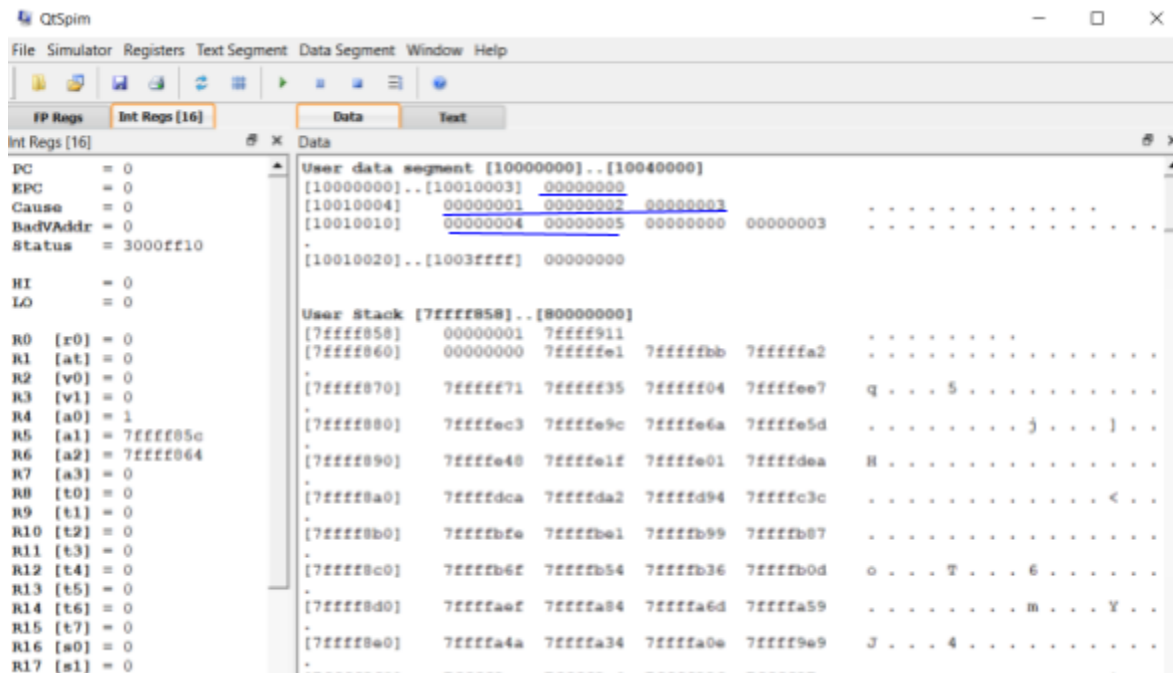 QtSpim
File Simulator Registers Text Segment Data Segment Window Help
FP Regs Int Regs [16] Data Text
Int Regs [16]
PC = 0
EPC = 0
Cause = 0
BadVAddr = 0
Status = 3000ff10
HI = 0
LO = 0
R0 [r0] = 0
R1 [at] = 0
R2 [v0] = 0
R3 [v1] = 0
R4 [a0] = 1
R5 [a1] = 7ffff85c
R6 [a2] = 7ffff864
R7 [a3] = 0
R8 [t0] = 0
R9 [t1] = 0
R10 [t2] = 0
R11 [t3] = 0
R12 [t4] = 0
R13 [t5] = 0
R14 [t6] = 0
R15 [t7] = 0
R16 [s0] = 0
R17 [s1] = 0
Data
User data segment [10000000]..[10040000]
[10000000]..[10010003] 00000000
[10010004] 00000001 00000002 00000003 . . . . . . . . . . . .
[10010010] 00000004 00000005 00000000 00000003 . . . . . . . . . . . . . . .
.
[10010020]..[1003ffff] 00000000
User Stack [7ffff858]..[80000000]
[7ffff858] 00000001 7ffff911 . . . . . . . .
[7ffff860] 00000000 7fffffe1 7fffffbb 7fffffa2 . . . . . . . . . . . . . . .
.
[7ffff870] 7fffff71 7fffff35 7fffff04 7ffffee7 q . . . 5 . . . . . . . . . .
.
[7ffff880] 7ffffec3 7ffffe9c 7ffffe6a 7ffffe5d . . . . . . . . j . . . ] . .
.
[7ffff890] 7ffffe48 7ffffe1f 7ffffe01 7ffffdea H . . . . . . . . . . . . . .
.
[7ffff8a0] 7ffffdca 7ffffda2 7ffffd94 7ffffc3c . . . . . . . . . . . . < . .
.
[7ffff8b0] 7ffffbfe 7ffffbe1 7ffffb99 7ffffb87 . . . . . . . . . . . . . . .
.
[7ffff8c0] 7ffffb6f 7ffffb54 7ffffb36 7ffffb0d o . . . T . . . 6 . . . . . .
.
[7ffff8d0] 7ffffaef 7ffffa84 7ffffa6d 7ffffa59 . . . . . . . . m . . . Y . .
.
[7ffff8e0] 7ffffa4a 7ffffa34 7ffffa0e 7ffff9e9 J . . . 4 . . . . . . . . . .
.